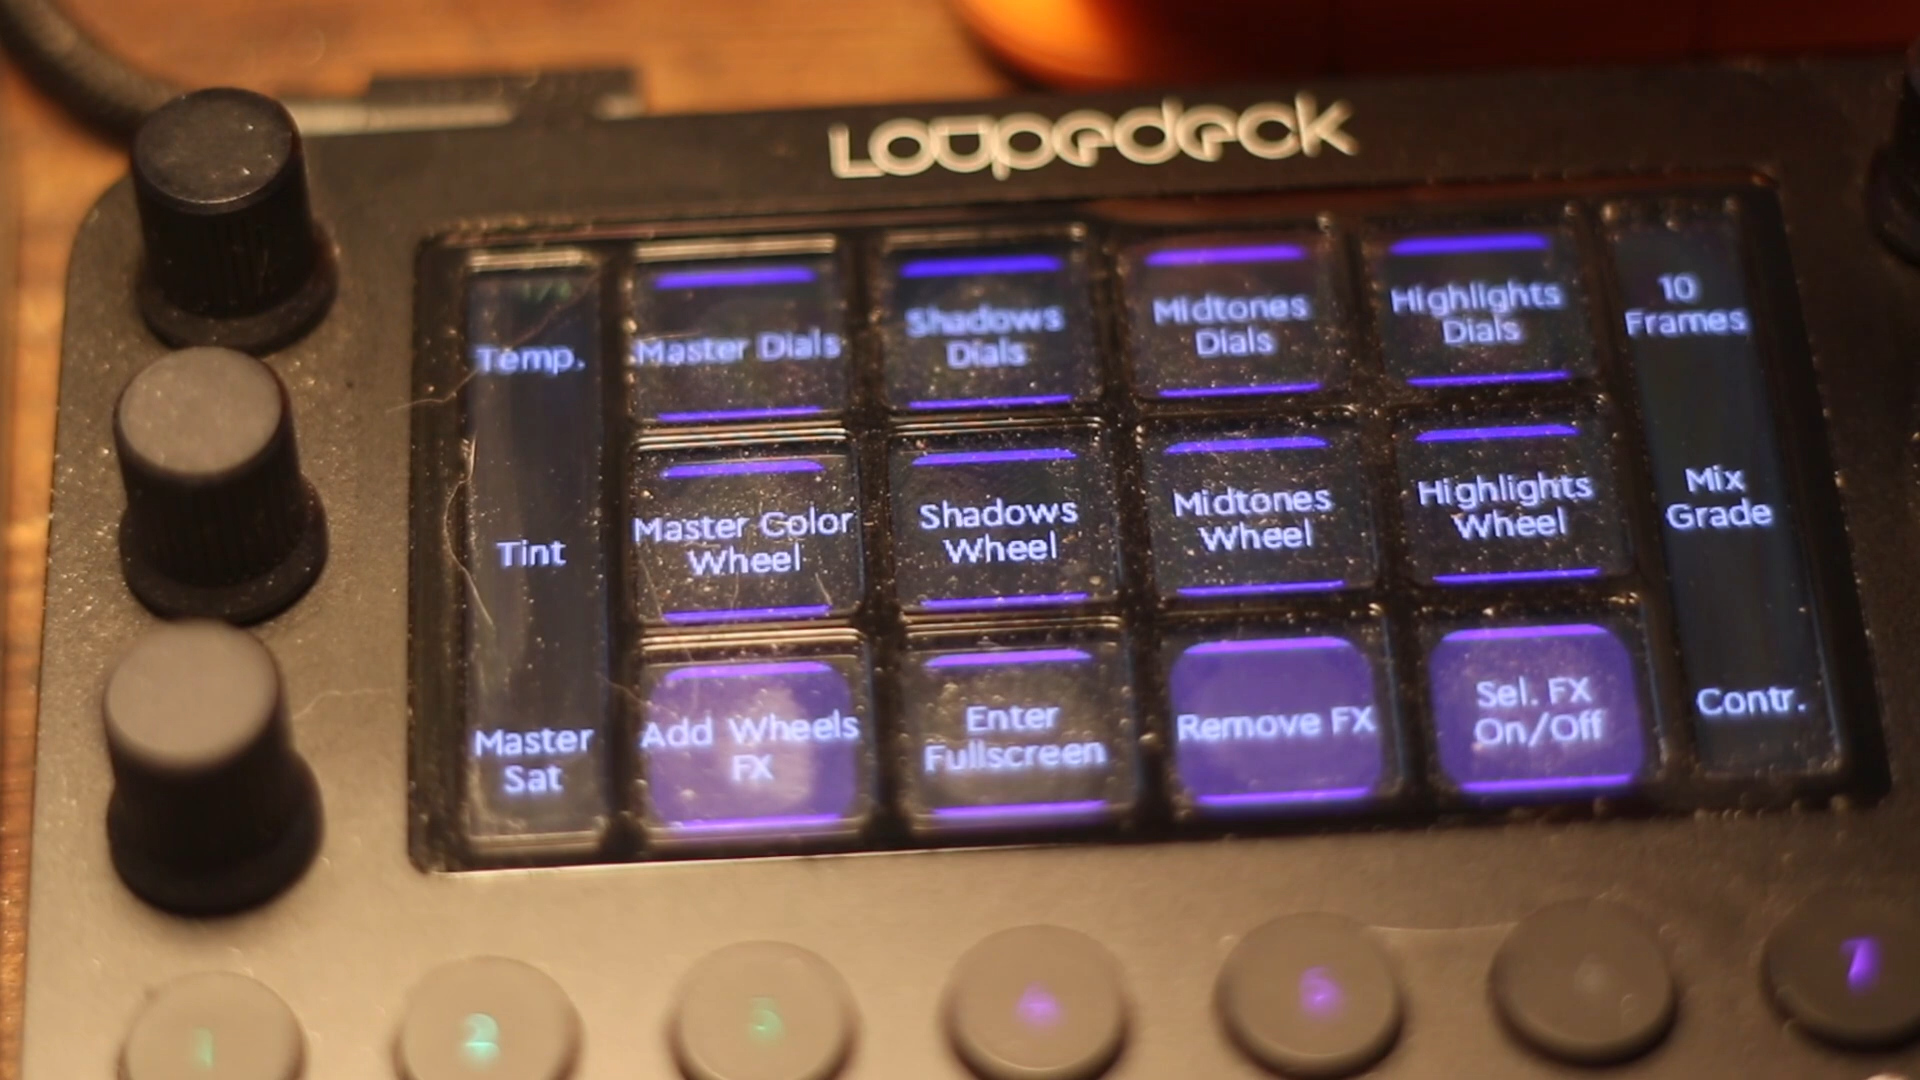 Loupedeck
Temp.
Master Dials
Shadows
Dials
Midtones
Dials
Highlights
Dials
10
Frames
Tint
Master Color
Wheel
Shadows
Wheel
Midtones
Wheel
Highlights
Wheel
Mix
Grade
Master
Sat
Add Wheels
FX
Enter
Fullscreen
Remove FX
Sel. FX
On/Off
Contr.
1
2
3
4
5
7